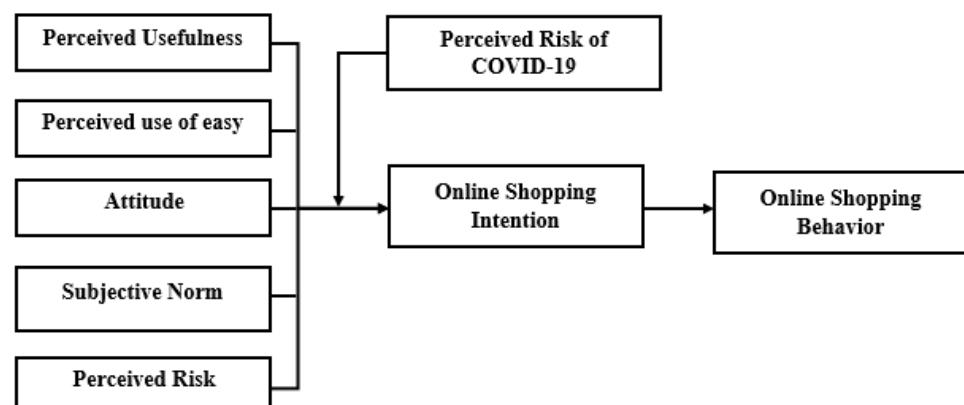 Perceived Usefulness
Perceived Risk of
COVID-19
Perceived use of easy
Attitude
Online Shopping
Intention
Online Shopping
Behavior
Subjective Norm
Perceived Risk